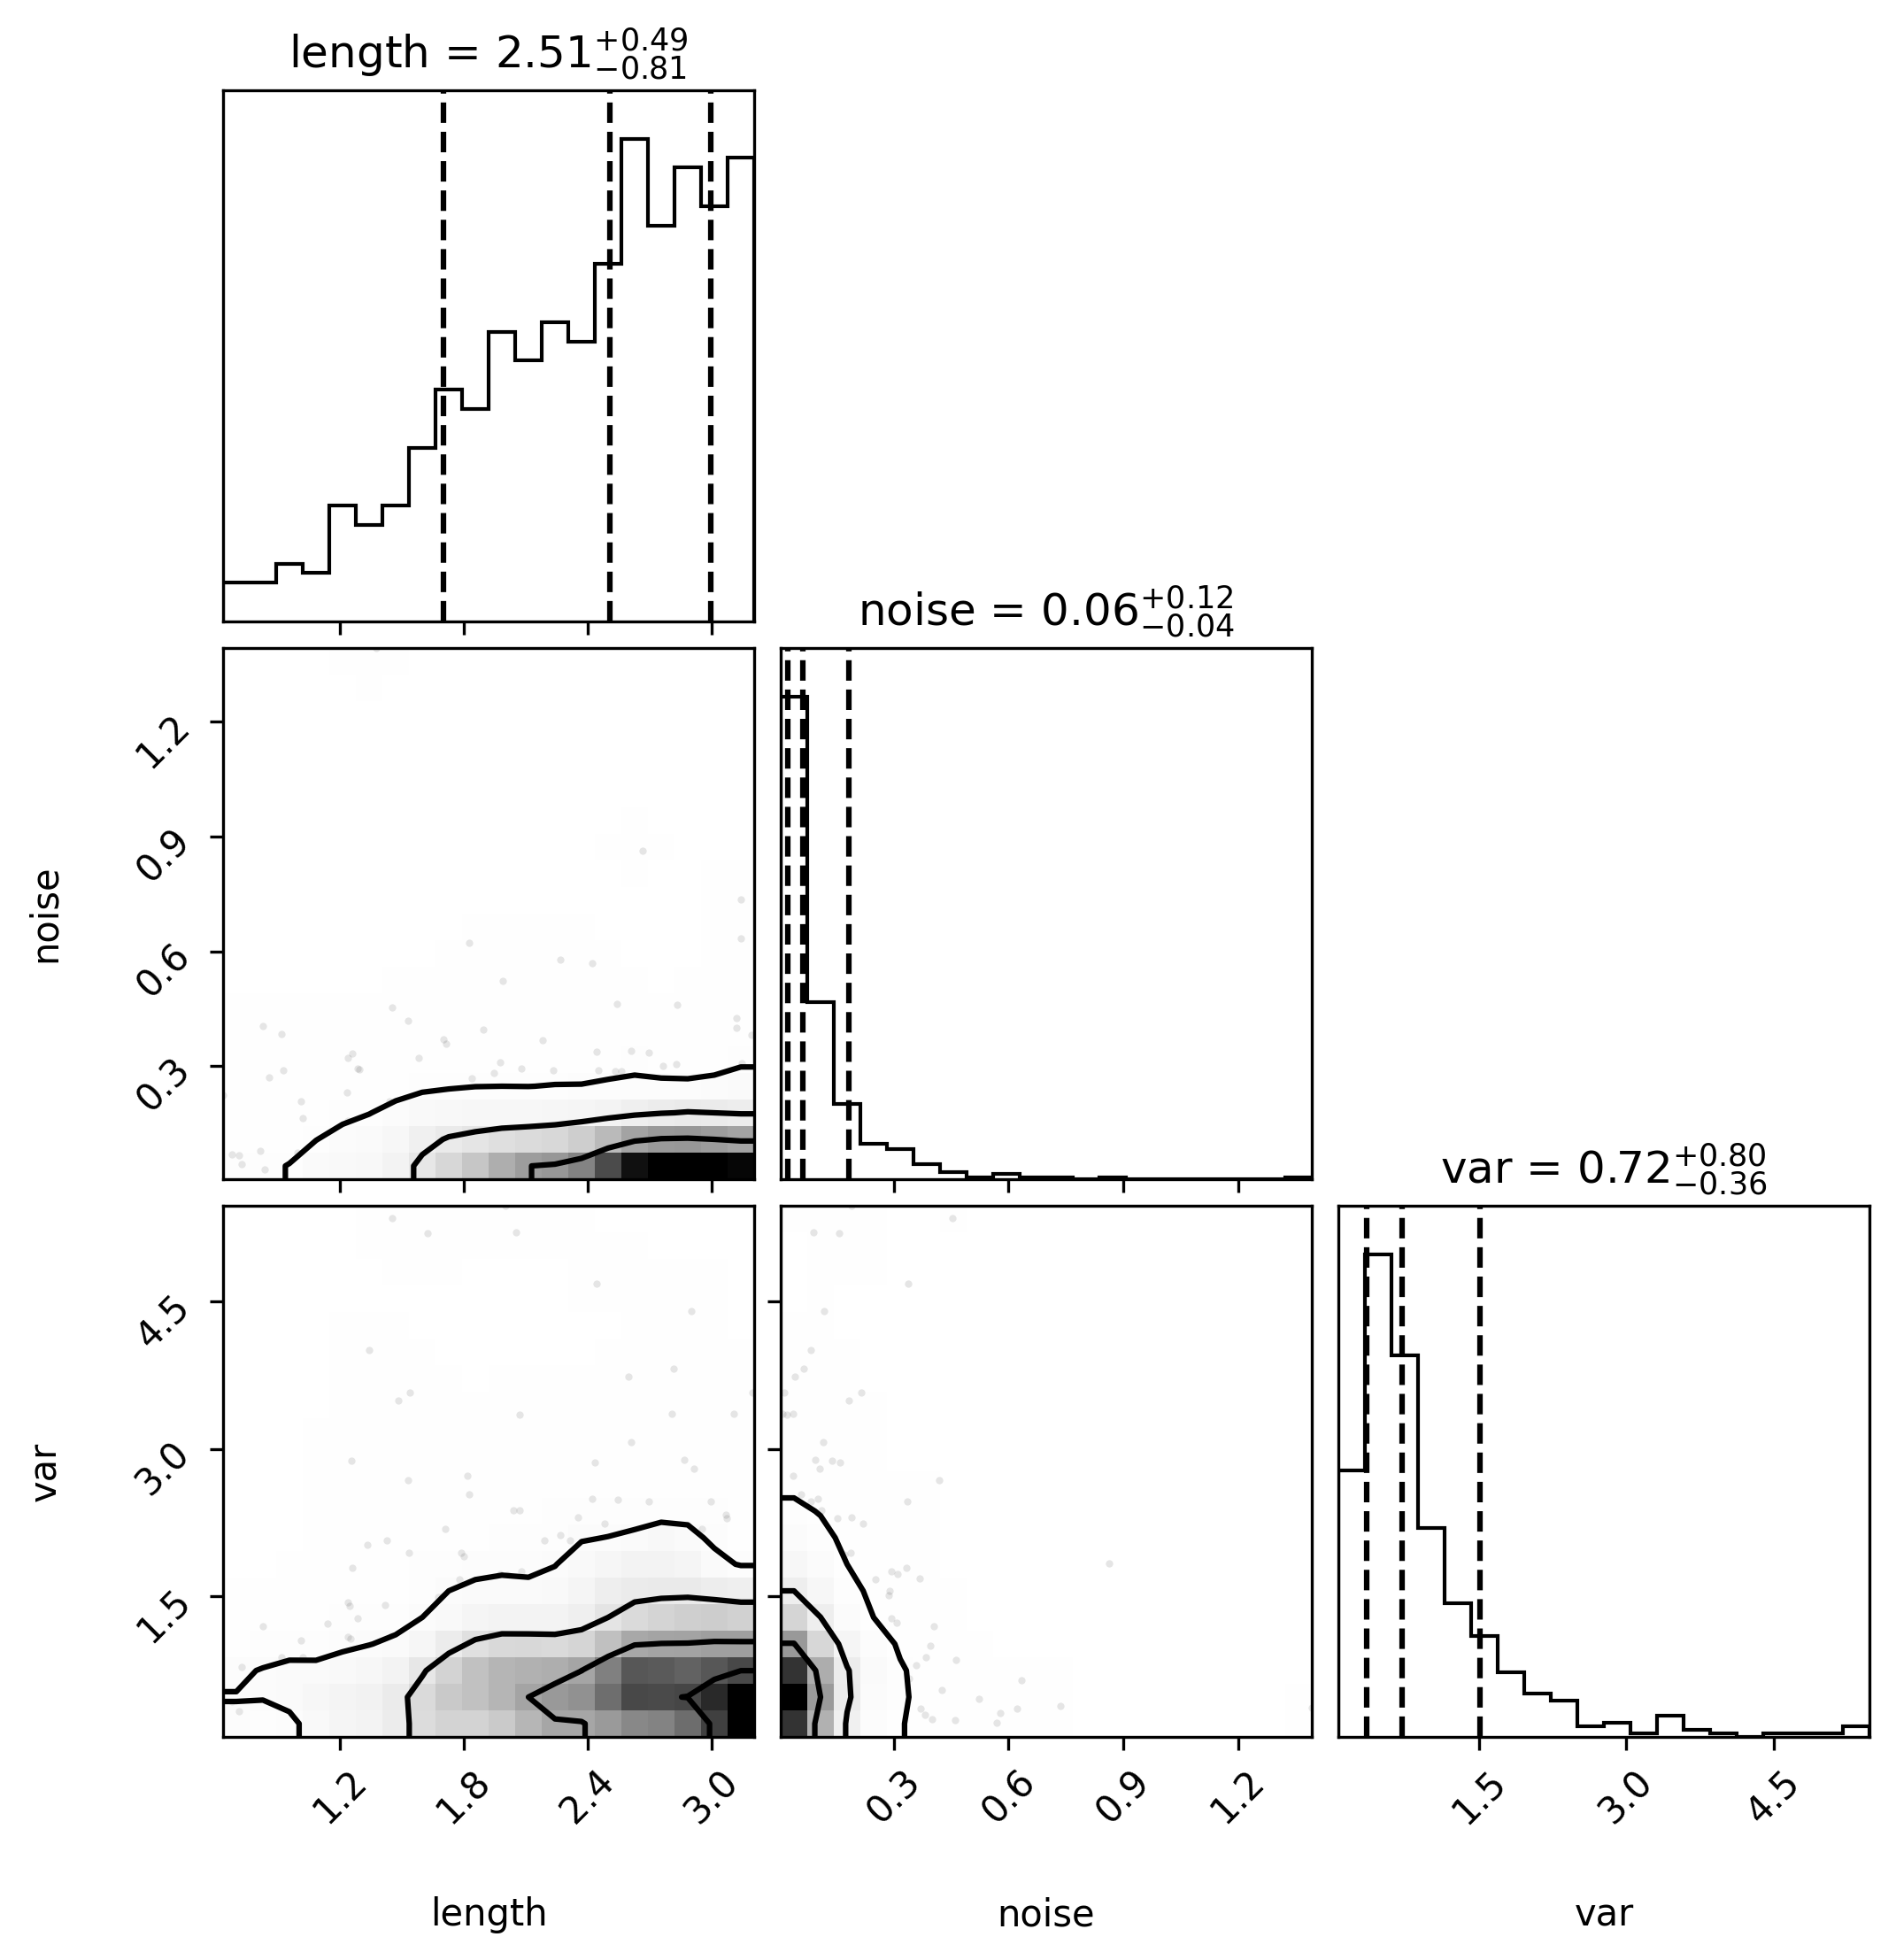 length = 2.51+0.49−0.81
noise = 0.06+0.12−0.04
1.2
0.9
0.6
0.3
noise
var = 0.72+0.80−0.36
4.5
3.0
1.5
var
1.2 1.8 2.4 3.0 0.3 0.6 0.9 1.2 1.5 3.0 4.5
length noise var